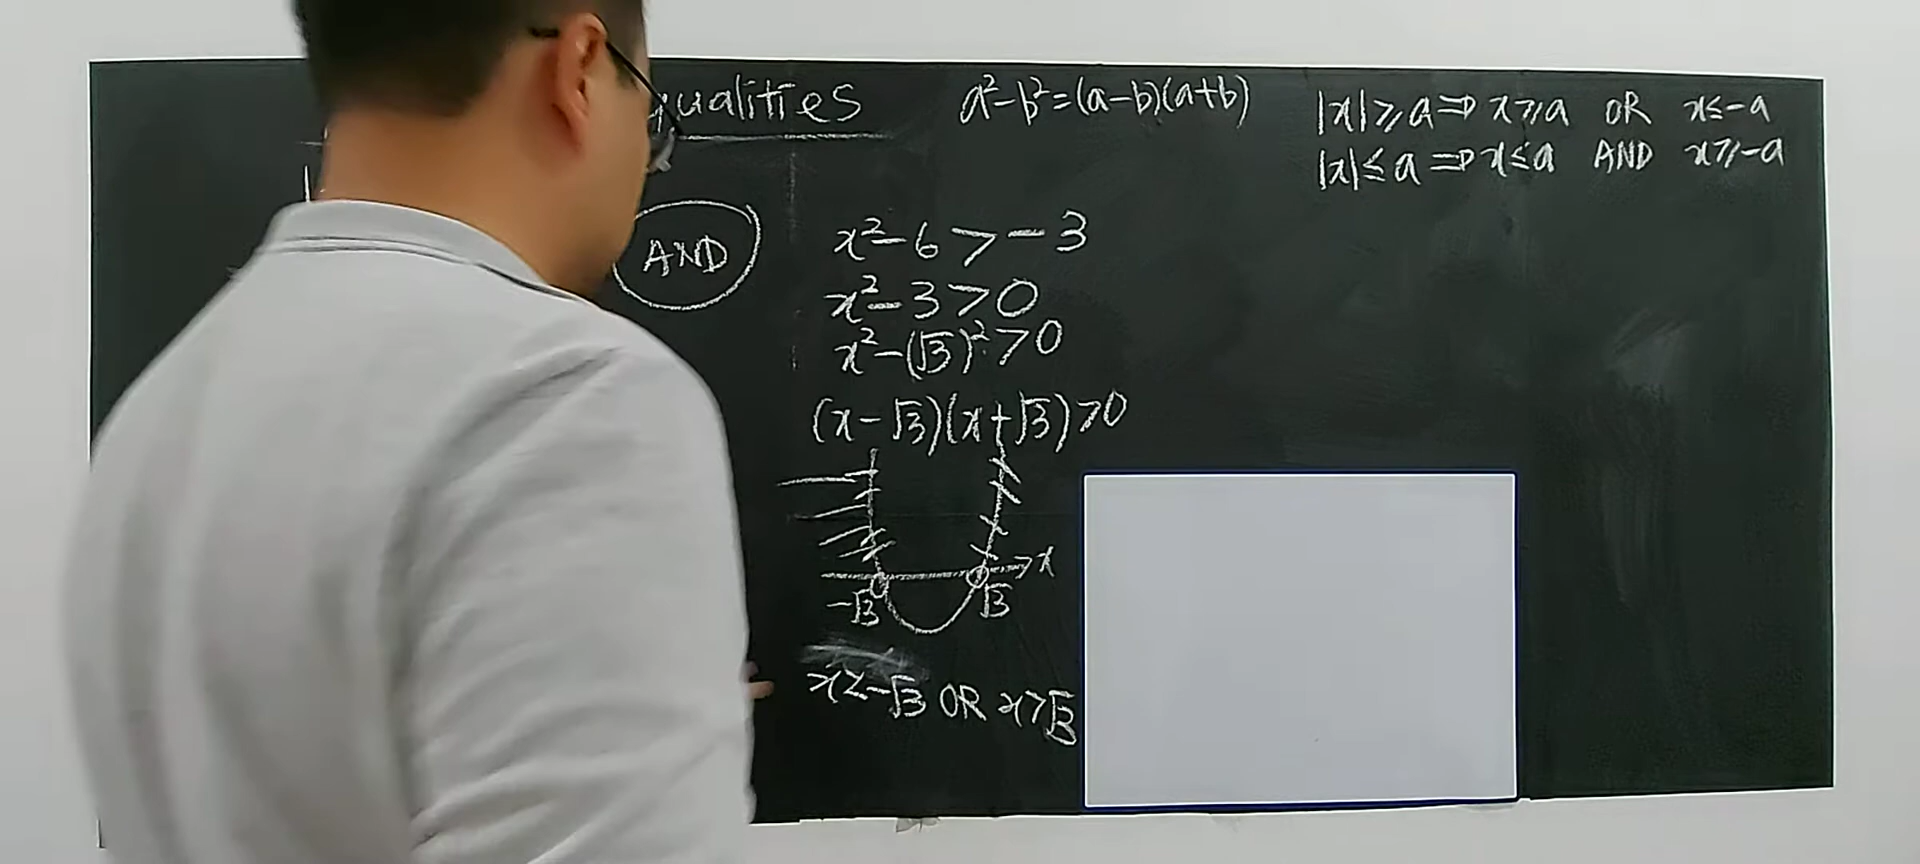 qualities
a²-b²=(a-b)(a+b)
|x|≥a⇒x≥a OR x≤-a
|x|≤a⇒x≤a AND x≥-a
AND
x²-6>-3
x²-3>0
x²-(√3)²>0
(x-√3)(x+√3)>0
x
-√3 √3
x<-√3 OR x>√3